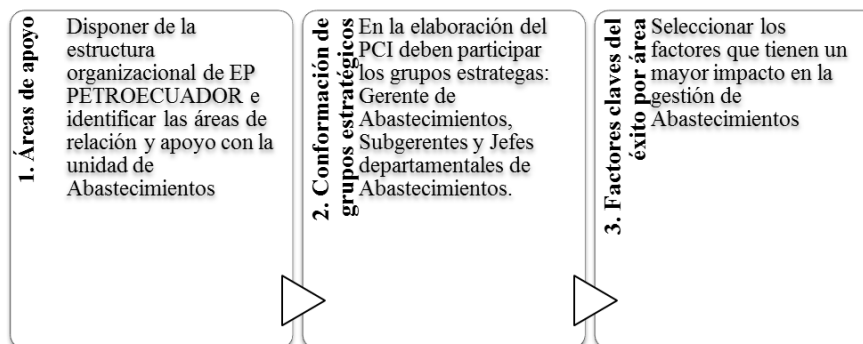 1. Áreas de apoyo
Disponer de la
estructura
organizacional de EP
PETROECUADOR e
identificar las áreas de
relación y apoyo con la
unidad de
Abastecimientos
2. Conformación de
grupos estratégicos
En la elaboración del
PCI deben participar
los grupos estrategas:
Gerente de
Abastecimientos,
Subgerentes y Jefes
departamentales de
Abastecimientos.
3. Factores claves del
éxito por área
Seleccionar los
factores que tienen un
mayor impacto en la
gestión de
Abastecimientos